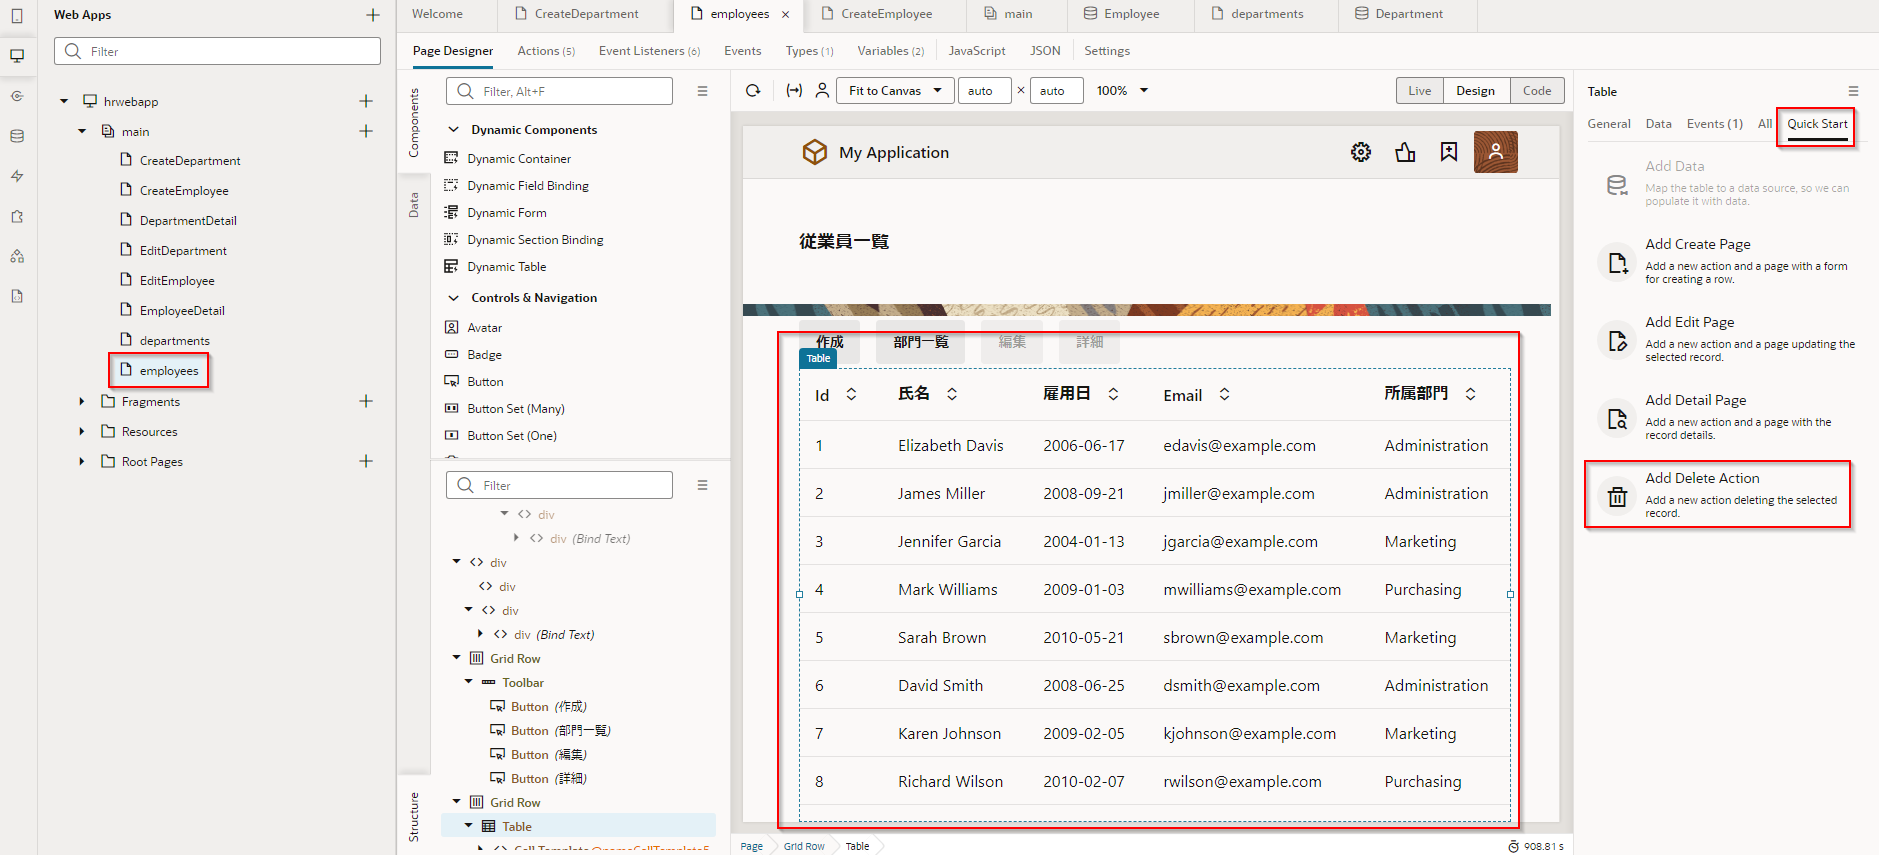 Web Apps
Filter
hrwebapp
main
CreateDepartment
CreateEmployee
DepartmentDetail
EditDepartment
EditEmployee
EmployeeDetail
departments
employees
Fragments
Resources
Root Pages
Welcome
CreateDepartment
employees
CreateEmployee
main
Employee
departments
Department
Page Designer
Actions (5)
Event Listeners (6)
Events
Types (1)
Variables (2)
JavaScript
JSON
Settings
Components
Data
Structure
Filter, Alt+F
Dynamic Components
Dynamic Container
Dynamic Field Binding
Dynamic Form
Dynamic Section Binding
Dynamic Table
Controls & Navigation
Avatar
Badge
Button
Button Set (Many)
Button Set (One)
Filter
div
div (Bind Text)
div
div
div
div (Bind Text)
Grid Row
Toolbar
Button (作成)
Button (部門一覧)
Button (編集)
Button (詳細)
Grid Row
Table
Fit to Canvas
auto × auto
100%
Live Design Code
My Application
従業員一覧
作成 部門一覧 編集 詳細
Table
Id 氏名 雇用日 Email 所属部門
1 Elizabeth Davis 2006-06-17 edavis@example.com Administration
2 James Miller 2008-09-21 jmiller@example.com Administration
3 Jennifer Garcia 2004-01-13 jgarcia@example.com Marketing
4 Mark Williams 2009-01-03 mwilliams@example.com Purchasing
5 Sarah Brown 2010-05-21 sbrown@example.com Marketing
6 David Smith 2008-06-25 dsmith@example.com Administration
7 Karen Johnson 2009-02-05 kjohnson@example.com Marketing
8 Richard Wilson 2010-02-07 rwilson@example.com Purchasing
Page Grid Row Table
908.81 s
Table
General Data Events (1) All Quick Start
Add Data
Map the table to a data source, so we can
populate it with data.
Add Create Page
Add a new action and a page with a form
for creating a row.
Add Edit Page
Add a new action and a page updating the
selected record.
Add Detail Page
Add a new action and a page with the
record details.
Add Delete Action
Add a new action deleting the selected
record.